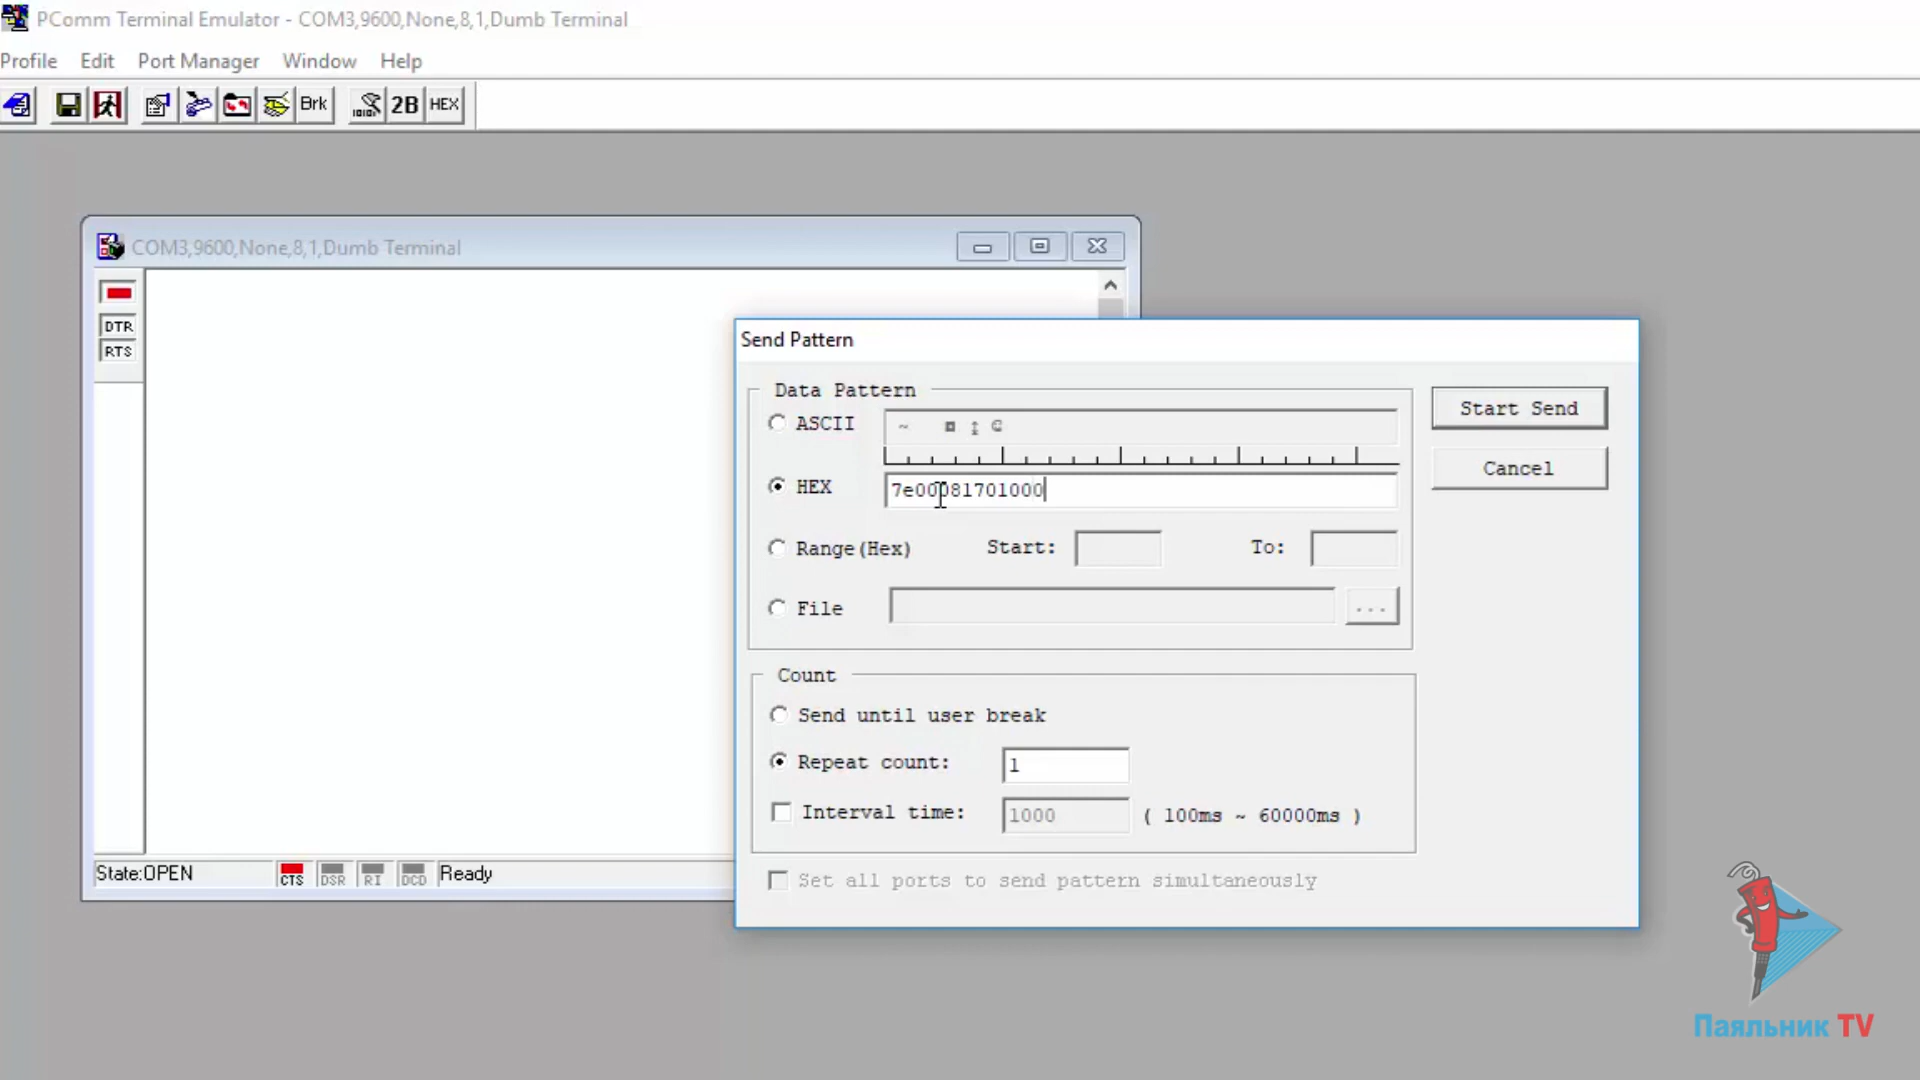 PComm Terminal Emulator - COM3,9600,None,8,1,Dumb Terminal
Profile Edit Port Manager Window Help
Brk 2B HEX
COM3,9600,None,8,1,Dumb Terminal
DTR
RTS
State:OPEN CTS DSR RI DCD Ready
Send Pattern
Data Pattern
ASCII
HEX 7e00081701000
Range(Hex) Start: To:
File ...
Start Send
Cancel
Count
Send until user break
Repeat count: 1
Interval time: 1000 ( 100ms ~ 60000ms )
Set all ports to send pattern simultaneously
Паяльник TV